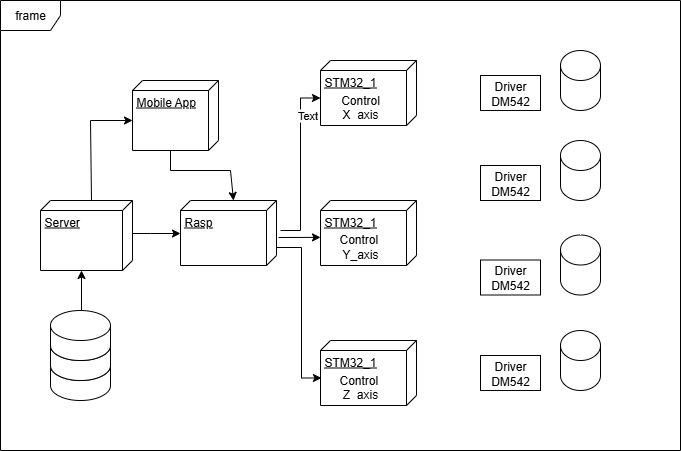 frame
Mobile App
STM32_1
Control
X axis
Text
Driver
DM542
Driver
DM542
Server
Rasp
STM32_1
Control
Y_axis
Driver
DM542
STM32_1
Control
Z axis
Driver
DM542